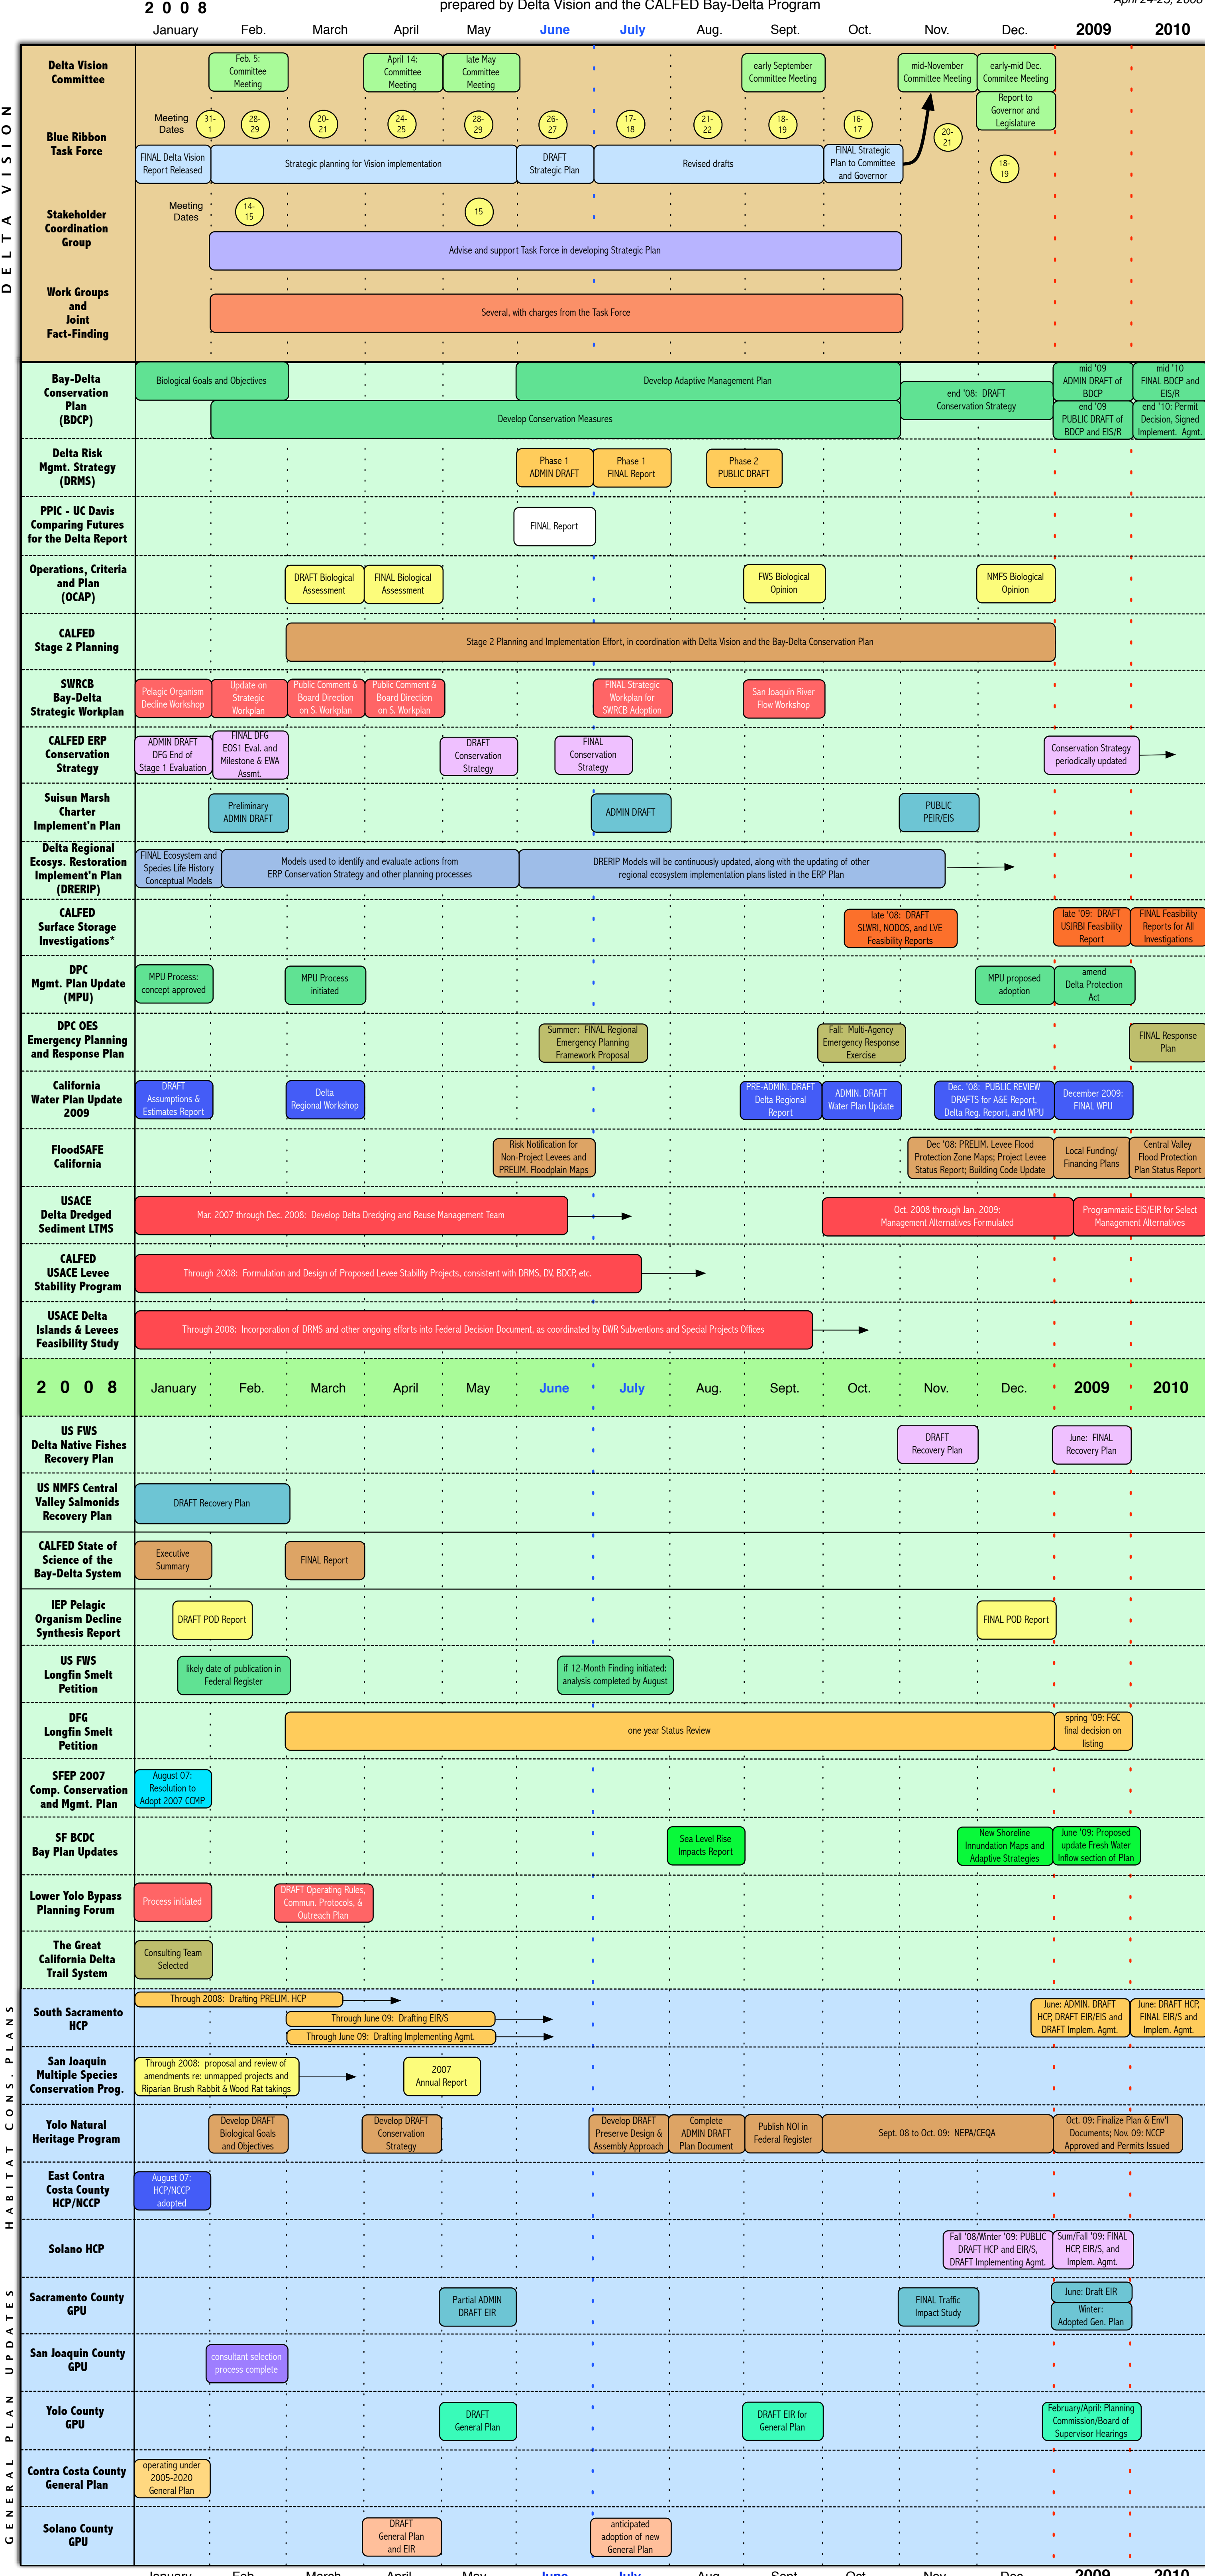 2 0 0 8
prepared by Delta Vision and the CALFED Bay-Delta Program
January Feb. March April May June July Aug. Sept. Oct. Nov. Dec. 2009 2010
DELTA VISION
Delta Vision
Committee
Feb. 5:
Committee
Meeting
April 14:
Committee
Meeting
late May
Committee
Meeting
early September
Committee Meeting
mid-November
Committee Meeting
early-mid Dec.
Commitee Meeting
Report to
Governor and
Legislature
Blue Ribbon
Task Force
Meeting
Dates
31-
1
28-
29
20-
21
24-
25
28-
29
26-
27
17-
18
21-
22
18-
19
16-
17
20-
21
18-
19
FINAL Delta Vision
Report Released
Strategic planning for Vision implementation
DRAFT
Strategic Plan
Revised drafts
FINAL Strategic
Plan to Committee
and Governor
Stakeholder
Coordination
Group
Meeting
Dates
14-
15
15
Advise and support Task Force in developing Strategic Plan
Work Groups
and
Joint
Fact-Finding
Several, with charges from the Task Force
Bay-Delta
Conservation
Plan
(BDCP)
Biological Goals and Objectives
Develop Adaptive Management Plan
Develop Conservation Measures
end '08: DRAFT
Conservation Strategy
mid '09
ADMIN DRAFT of
BDCP
end '09
PUBLIC DRAFT of
BDCP and EIS/R
mid '10
FINAL BDCP and
EIS/R
end '10: Permit
Decision, Signed
Implement. Agmt.
Delta Risk
Mgmt. Strategy
(DRMS)
Phase 1
ADMIN DRAFT
Phase 1
FINAL Report
Phase 2
PUBLIC DRAFT
PPIC - UC Davis
Comparing Futures
for the Delta Report
FINAL Report
Operations, Criteria
and Plan
(OCAP)
DRAFT Biological
Assessment
FINAL Biological
Assessment
FWS Biological
Opinion
NMFS Biological
Opinion
CALFED
Stage 2 Planning
Stage 2 Planning and Implementation Effort, in coordination with Delta Vision and the Bay-Delta Conservation Plan
SWRCB
Bay-Delta
Strategic Workplan
Pelagic Organism
Decline Workshop
Update on
Strategic
Workplan
Public Comment &
Board Direction
on S. Workplan
Public Comment &
Board Direction
on S. Workplan
FINAL Strategic
Workplan for
SWRCB Adoption
San Joaquin River
Flow Workshop
CALFED ERP
Conservation
Strategy
ADMIN DRAFT
DFG End of
Stage 1 Evaluation
FINAL DFG
EOS1 Eval. and
Milestone & EWA
Assmt.
DRAFT
Conservation
Strategy
FINAL
Conservation
Strategy
Conservation Strategy
periodically updated
Suisun Marsh
Charter
Implement'n Plan
Preliminary
ADMIN DRAFT
ADMIN DRAFT
PUBLIC
PEIR/EIS
Delta Regional
Ecosys. Restoration
Implement'n Plan
(DRERIP)
FINAL Ecosystem and
Species Life History
Conceptual Models
Models used to identify and evaluate actions from
ERP Conservation Strategy and other planning processes
DRERIP Models will be continuously updated, along with the updating of other
regional ecosystem implementation plans listed in the ERP Plan
CALFED
Surface Storage
Investigations*
late '08: DRAFT
SLWRI, NODOS, and LVE
Feasibility Reports
late '09: DRAFT
USJRBI Feasibility
Report
FINAL Feasibility
Reports for All
Investigations
DPC
Mgmt. Plan Update
(MPU)
MPU Process:
concept approved
MPU Process
initiated
MPU proposed
adoption
amend
Delta Protection
Act
DPC OES
Emergency Planning
and Response Plan
Summer: FINAL Regional
Emergency Planning
Framework Proposal
Fall: Multi-Agency
Emergency Response
Exercise
FINAL Response
Plan
California
Water Plan Update
2009
DRAFT
Assumptions &
Estimates Report
Delta
Regional Workshop
PRE-ADMIN. DRAFT
Delta Regional
Report
ADMIN. DRAFT
Water Plan Update
Dec. '08: PUBLIC REVIEW
DRAFTS for A&E Report,
Delta Reg. Report, and WPU
December 2009:
FINAL WPU
FloodSAFE
California
Risk Notification for
Non-Project Levees and
PRELIM. Floodplain Maps
Dec '08: PRELIM. Levee Flood
Protection Zone Maps; Project Levee
Status Report; Building Code Update
Local Funding/
Financing Plans
Central Valley
Flood Protection
Plan Status Report
USACE
Delta Dredged
Sediment LTMS
Mar. 2007 through Dec. 2008: Develop Delta Dredging and Reuse Management Team
Oct. 2008 through Jan. 2009:
Management Alternatives Formulated
Programmatic EIS/EIR for Select
Management Alternatives
CALFED
USACE Levee
Stability Program
Through 2008: Formulation and Design of Proposed Levee Stability Projects, consistent with DRMS, DV, BDCP, etc.
USACE Delta
Islands & Levees
Feasibility Study
Through 2008: Incorporation of DRMS and other ongoing efforts into Federal Decision Document, as coordinated by DWR Subventions and Special Projects Offices
2 0 0 8 January Feb. March April May June July Aug. Sept. Oct. Nov. Dec. 2009 2010
US FWS
Delta Native Fishes
Recovery Plan
DRAFT
Recovery Plan
June: FINAL
Recovery Plan
US NMFS Central
Valley Salmonids
Recovery Plan
DRAFT Recovery Plan
CALFED State of
Science of the
Bay-Delta System
Executive
Summary
FINAL Report
IEP Pelagic
Organism Decline
Synthesis Report
DRAFT POD Report
FINAL POD Report
US FWS
Longfin Smelt
Petition
likely date of publication in
Federal Register
if 12-Month Finding initiated:
analysis completed by August
DFG
Longfin Smelt
Petition
one year Status Review
spring '09: FGC
final decision on
listing
SFEP 2007
Comp. Conservation
and Mgmt. Plan
August 07:
Resolution to
Adopt 2007 CCMP
SF BCDC
Bay Plan Updates
Sea Level Rise
Impacts Report
New Shoreline
Innundation Maps and
Adaptive Strategies
June '09: Proposed
update Fresh Water
Inflow section of Plan
Lower Yolo Bypass
Planning Forum
Process initiated
DRAFT Operating Rules,
Commun. Protocols, &
Outreach Plan
The Great
California Delta
Trail System
Consulting Team
Selected
HABITAT CONS. PLANS
South Sacramento
HCP
Through 2008: Drafting PRELIM. HCP
Through June 09: Drafting EIR/S
Through June 09: Drafting Implementing Agmt.
June: ADMIN. DRAFT
HCP, DRAFT EIR/EIS and
DRAFT Implem. Agmt.
June: DRAFT HCP,
FINAL EIR/S and
Implem. Agmt.
San Joaquin
Multiple Species
Conservation Prog.
Through 2008: proposal and review of
amendments re: unmapped projects and
Riparian Brush Rabbit & Wood Rat takings
2007
Annual Report
Yolo Natural
Heritage Program
Develop DRAFT
Biological Goals
and Objectives
Develop DRAFT
Conservation
Strategy
Develop DRAFT
Preserve Design &
Assembly Approach
Complete
ADMIN DRAFT
Plan Document
Publish NOI in
Federal Register
Sept. 08 to Oct. 09: NEPA/CEQA
Oct. 09: Finalize Plan & Env'l
Documents; Nov. 09: NCCP
Approved and Permits Issued
East Contra
Costa County
HCP/NCCP
August 07:
HCP/NCCP
adopted
Solano HCP
Fall '08/Winter '09: PUBLIC
DRAFT HCP and EIR/S,
DRAFT Implementing Agmt.
Sum/Fall '09: FINAL
HCP, EIR/S, and
Implem. Agmt.
GENERAL PLAN UPDATES
Sacramento County
GPU
Partial ADMIN
DRAFT EIR
FINAL Traffic
Impact Study
June: Draft EIR
Winter:
Adopted Gen. Plan
San Joaquin County
GPU
consultant selection
process complete
Yolo County
GPU
DRAFT
General Plan
DRAFT EIR for
General Plan
February/April: Planning
Commission/Board of
Supervisor Hearings
Contra Costa County
General Plan
operating under
2005-2020
General Plan
Solano County
GPU
DRAFT
General Plan
and EIR
anticipated
adoption of new
General Plan